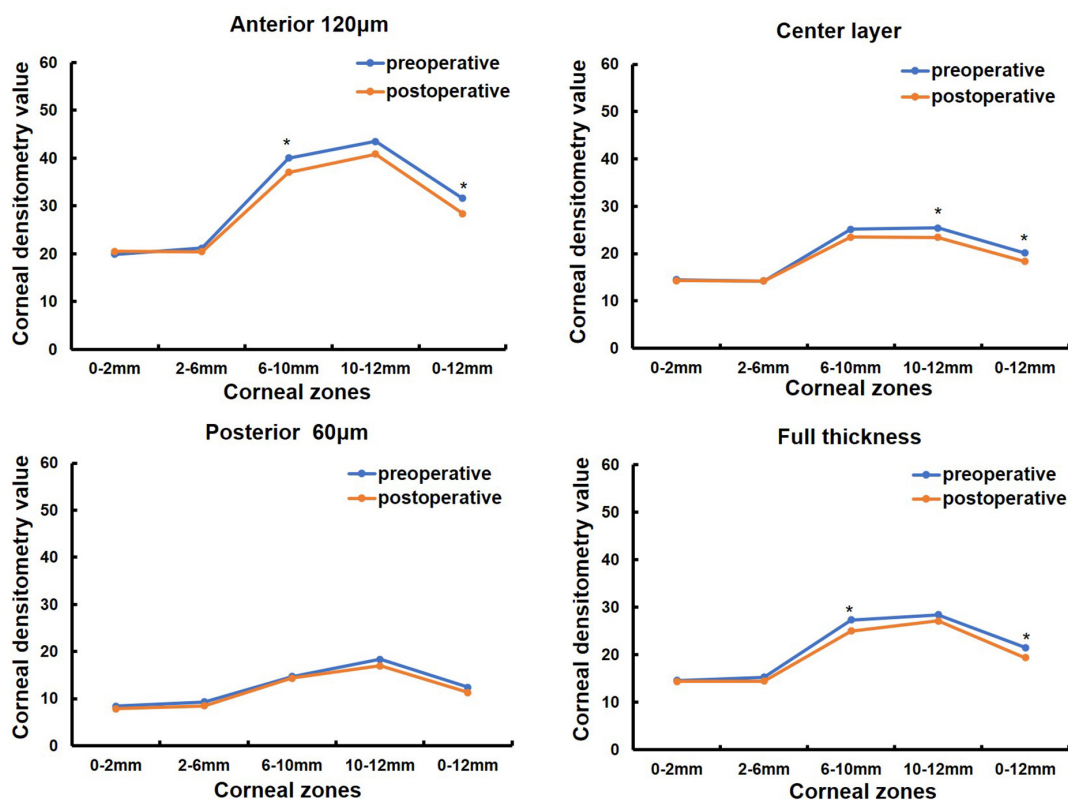 Anterior 120μm
Corneal densitometry value
60
50
40
30
20
10
0
preoperative
postoperative
*
*
0-2mm
2-6mm
6-10mm
10-12mm
0-12mm
Corneal zones
Center layer
Corneal densitometry value
60
50
40
30
20
10
0
preoperative
postoperative
*
*
0-2mm
2-6mm
6-10mm
10-12mm
0-12mm
Corneal zones
Posterior 60μm
Corneal densitometry value
60
50
40
30
20
10
0
preoperative
postoperative
0-2mm
2-6mm
6-10mm
10-12mm
0-12mm
Corneal zones
Full thickness
Corneal densitometry value
60
50
40
30
20
10
0
preoperative
postoperative
*
*
0-2mm
2-6mm
6-10mm
10-12mm
0-12mm
Corneal zones